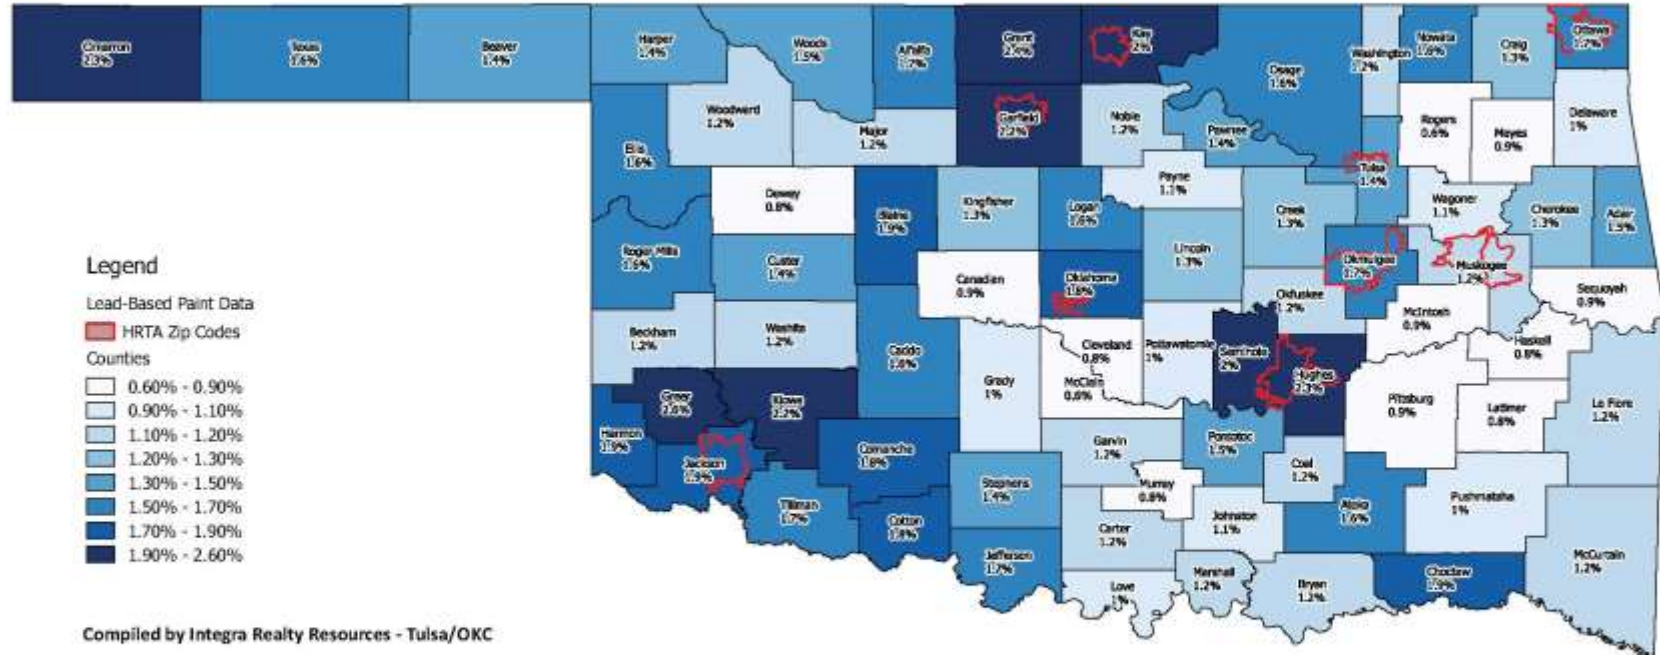 Cimarron
2.3%
Texas
1.6%
Beaver
1.4%
Harper
1.4%
Woods
1.5%
Alfalfa
1.7%
Grant
2.4%
Kay
2%
Osage
1.6%
Washington
1.2%
Nowata
1.6%
Craig
1.3%
Ottawa
1.7%
Woodward
1.2%
Major
1.2%
Garfield
2.2%
Noble
1.2%
Pawnee
1.4%
Rogers
0.6%
Mayes
0.9%
Delaware
1%
Ellis
1.6%
Dewey
0.8%
Blaine
1.9%
Kingfisher
1.3%
Logan
1.6%
Payne
1.1%
Tulsa
1.4%
Creek
1.3%
Wagoner
1.1%
Cherokee
1.3%
Adair
1.5%
Roger Mills
1.6%
Custer
1.4%
Canadian
0.9%
Oklahoma
1.8%
Lincoln
1.3%
Okmulgee
1.7%
Muskogee
1.2%
Sequoyah
0.9%
Okfuskee
1.2%
McIntosh
0.9%
Haskell
0.8%
Beckham
1.2%
Washita
1.2%
Caddo
1.6%
Grady
1%
Cleveland
0.8%
McClain
Pottawatomie
1%
Seminole
2%
Hughes
2.3%
Pittsburg
0.9%
Latimer
Le Flore
1.2%
Greer
2.6%
Kiowa
2.2%
Harmon
1.9%
Jackson
1.9%
Comanche
1.8%
Tillman
1.7%
Cotton
1.8%
Stephens
1.4%
Jefferson
1.7%
Garvin
1.2%
Murray
0.8%
Pontotoc
1.5%
Coal
1.2%
Carter
1.2%
Johnston
1.1%
Atoka
1.6%
Pushmataha
1%
Love
1%
Marshall
1.2%
Bryan
1.2%
Choctaw
1.9%
McCurtain
1.2%
Legend
Lead-Based Paint Data
HRTA Zip Codes
Counties
0.60% - 0.90%
0.90% - 1.10%
1.10% - 1.20%
1.20% - 1.30%
1.30% - 1.50%
1.50% - 1.70%
1.70% - 1.90%
1.90% - 2.60%
Compiled by Integra Realty Resources - Tulsa/OKC